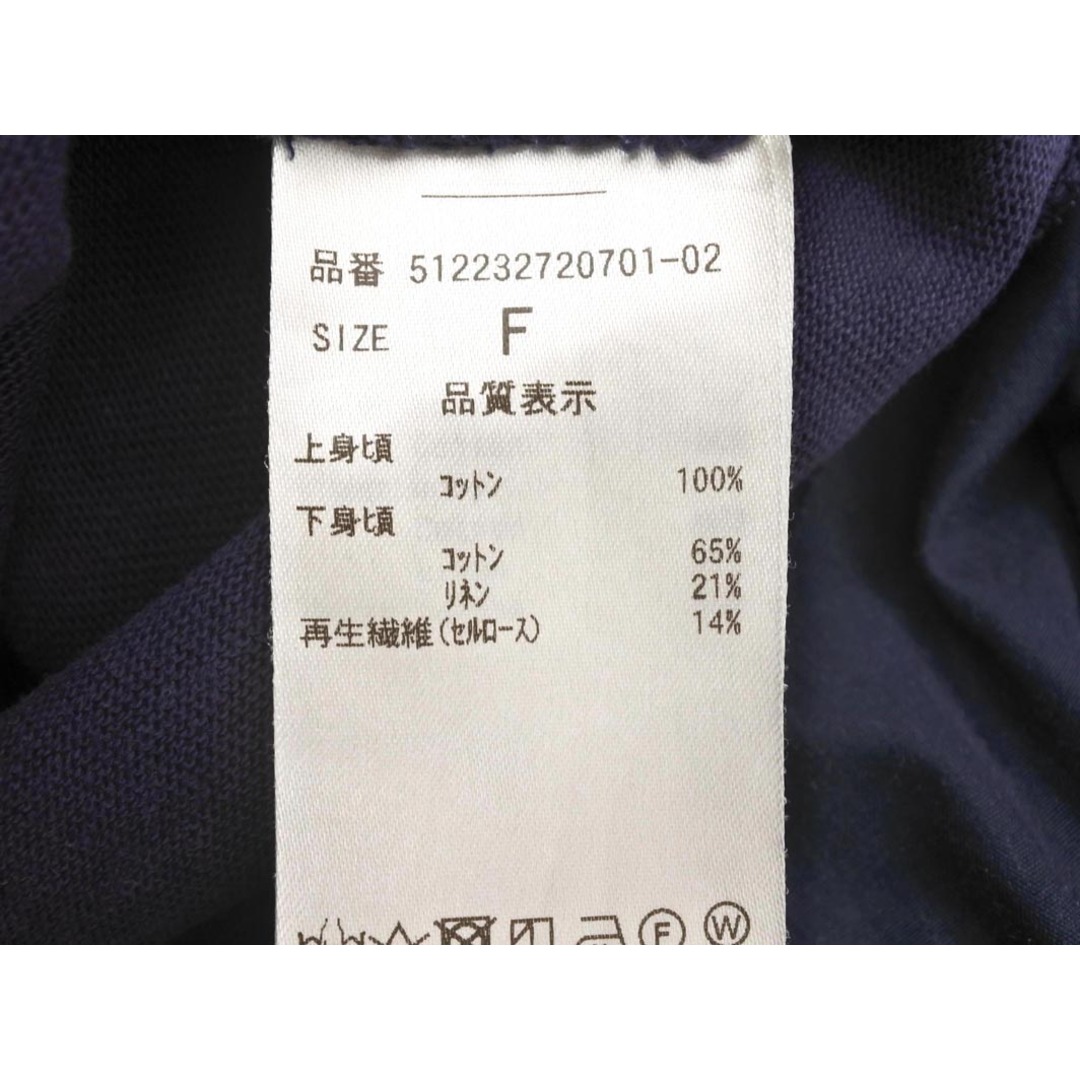 品番 512232720701-02
SIZE F
品質表示
上身頃
コットン 100%
下身頃
コットン 65%
リネン 21%
再生繊維(セルロース) 14%
F W